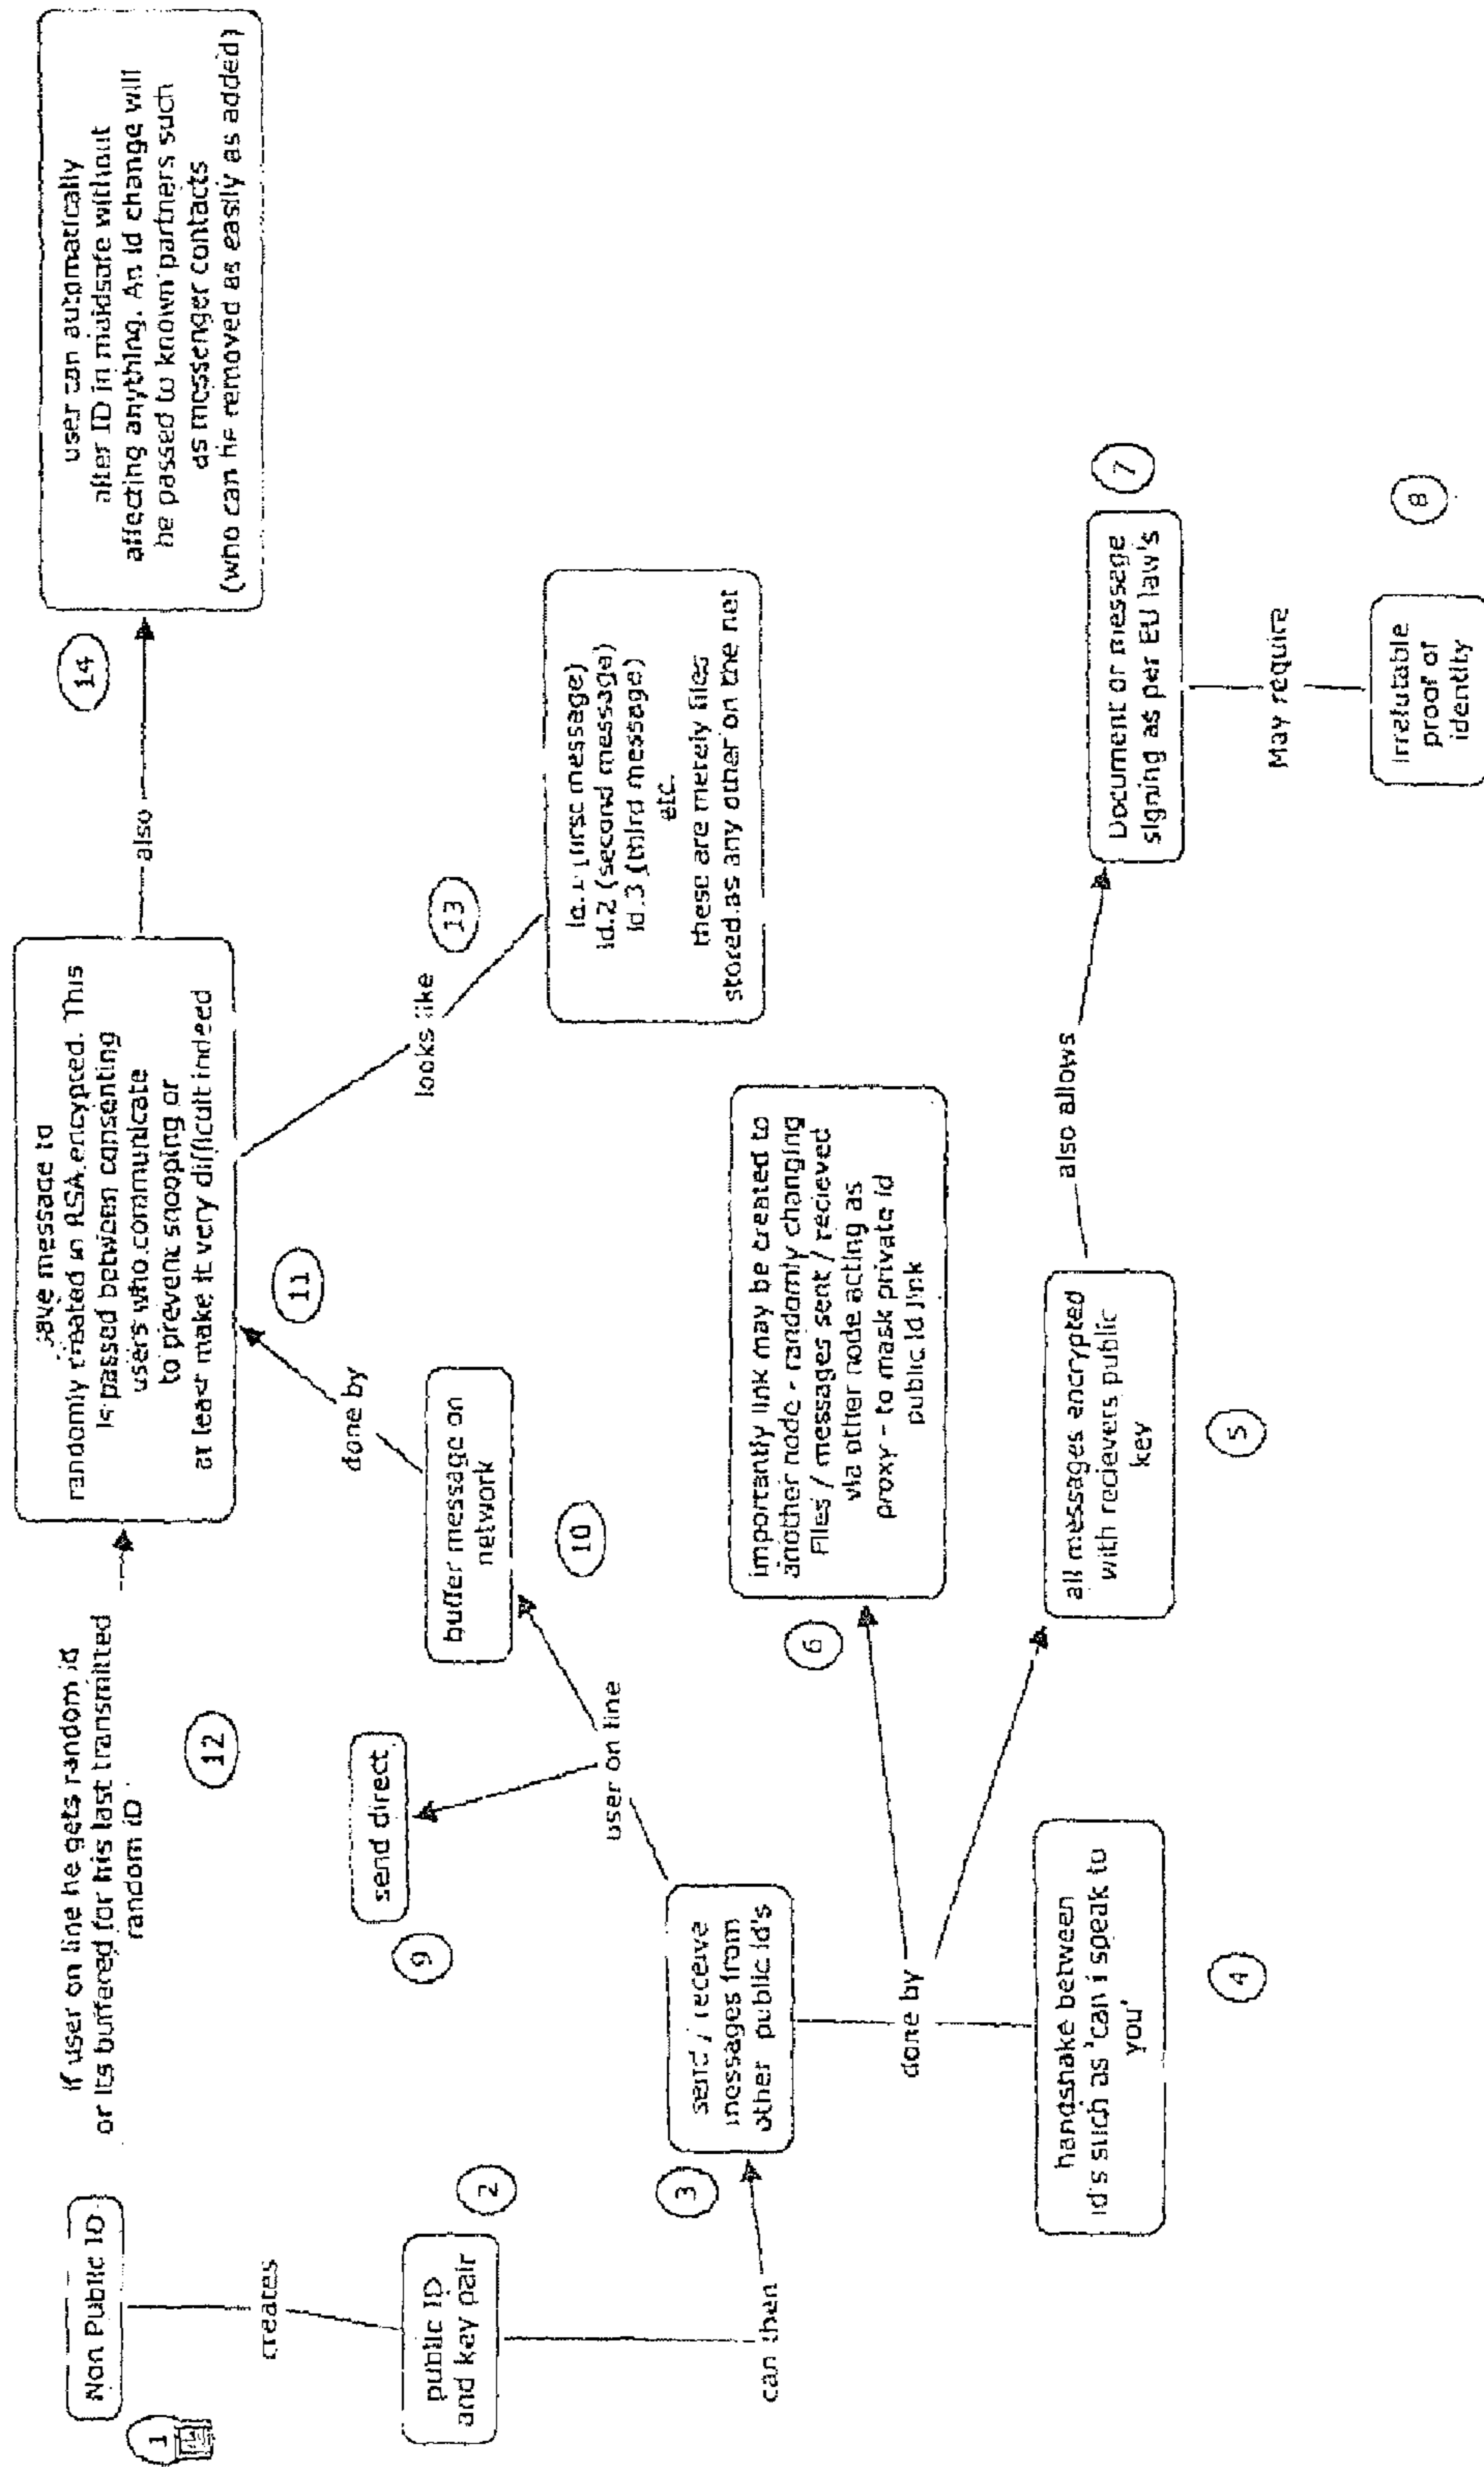 1
Non Public ID
creates
public ID
and key pair
2
can then
3
send / receive
messages from
other public id's
done by
handshake between
id's such as 'can i speak to
you'
4
all messages encrypted
with recievers public
key
5
importantly link may be created to
another node - randomly changing
Files / messages sent / recieved
via other node acting as
proxy - to mask private id
public id link
6
also allows
Document or message
signing as per EU law's
7
May require
irrefutable
proof of
identity
8
user on line
send direct
9
buffer message on
network
10
done by
11
save message to
randomly created in RSA encypted. This
is passed between consenting
users who communicate
to prevent snooping or
at least make it very difficult indeed
If user on line he gets random id
or its buffered for his last transmitted
random ID
12
looks like
13
id.1 (first message)
id.2 (second message)
id.3 (third message)
etc.
these are merely files
stored as any other on the net
also
14
user can automatically
alter ID in maidsafe without
affecting anything. An id change will
be passed to known partners such
as messenger contacts
(who can be removed as easily as added)